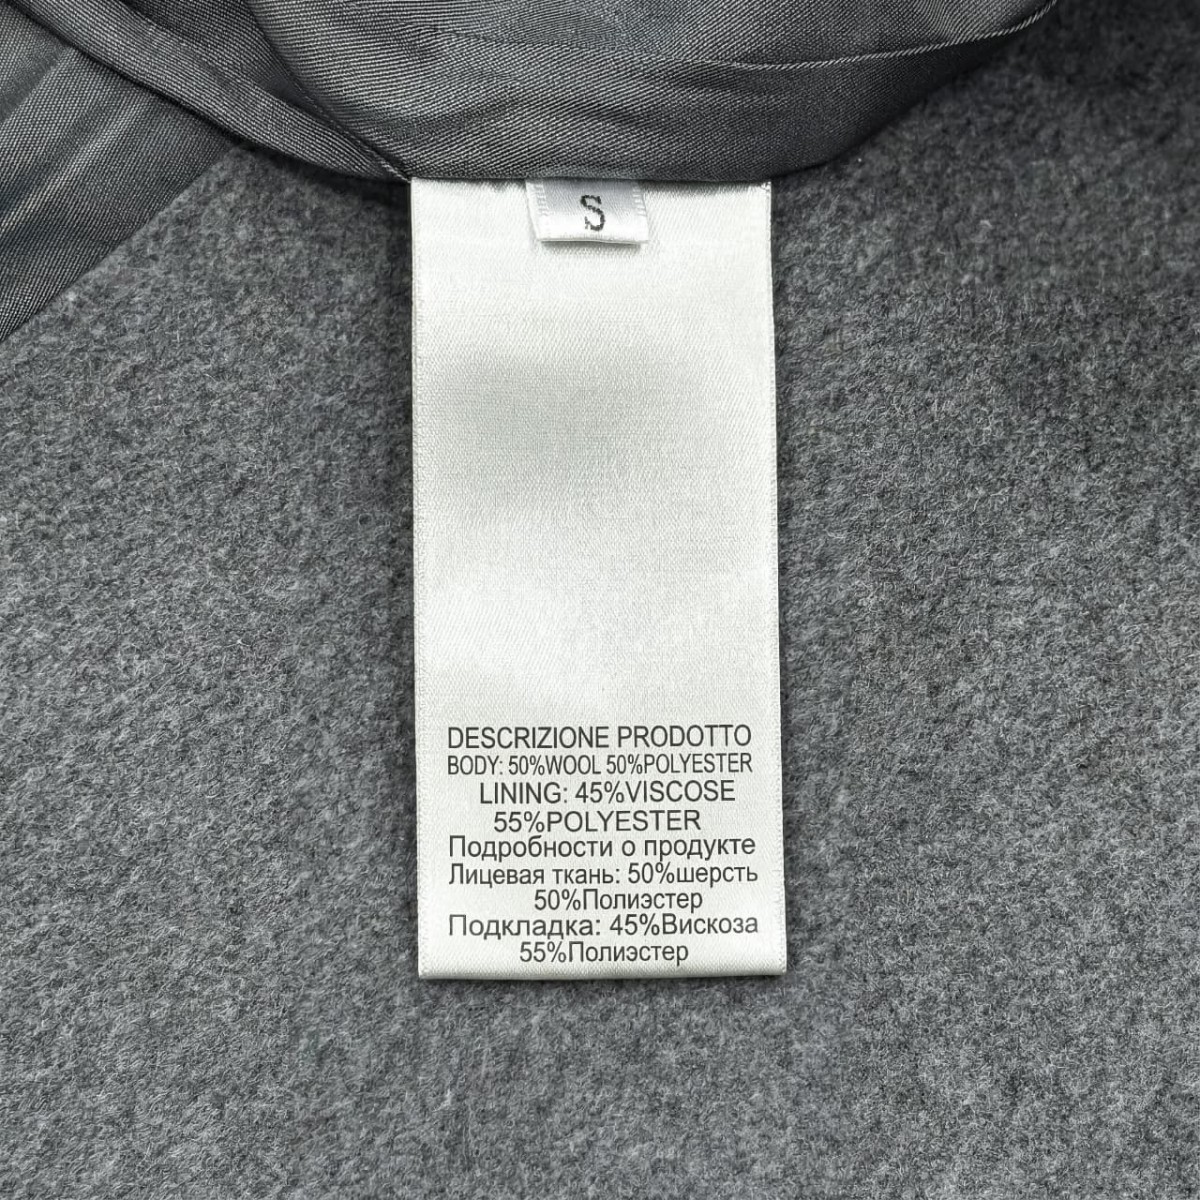 S
DESCRIZIONE PRODOTTO
BODY: 50%WOOL 50%POLYESTER
LINING: 45%VISCOSE
55%POLYESTER
Подробности о продукте
Лицевая ткань: 50%шерсть
50%Полиэстер
Подкладка: 45%Вискоза
55%Полиэстер